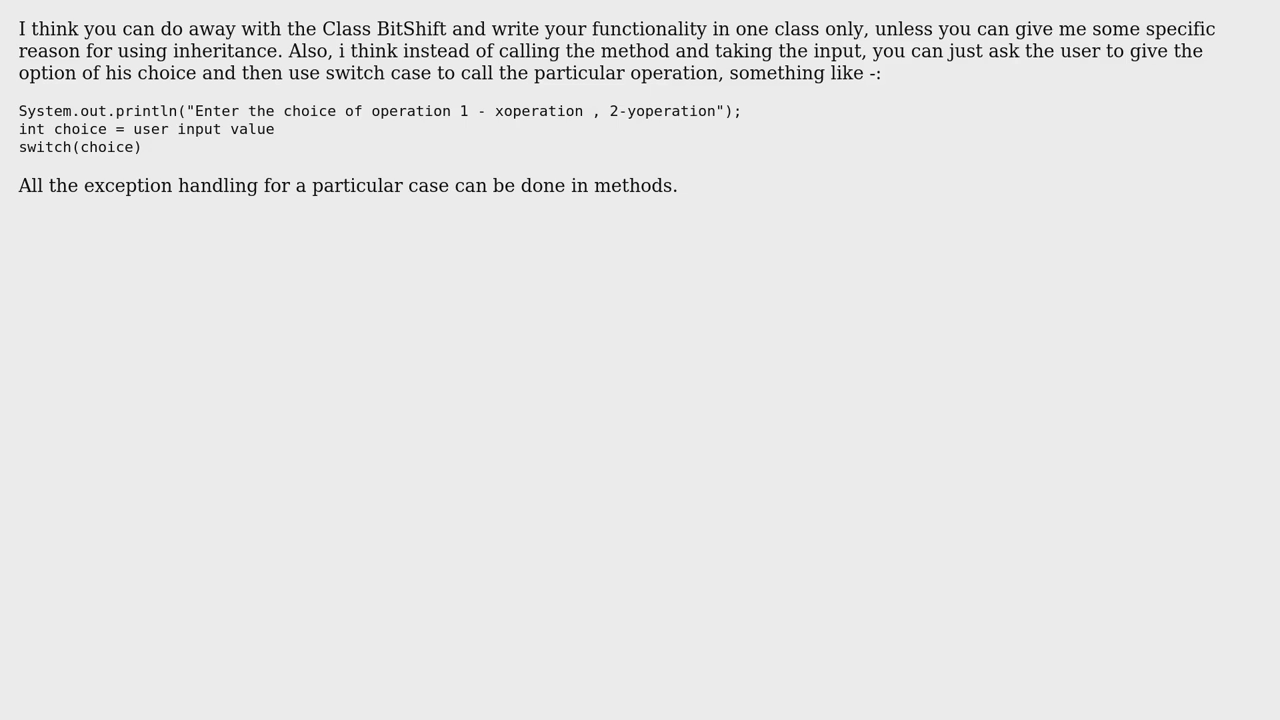 I think you can do away with the Class BitShift and write your functionality in one class only, unless you can give me some specific
reason for using inheritance. Also, i think instead of calling the method and taking the input, you can just ask the user to give the
option of his choice and then use switch case to call the particular operation, something like -:
System.out.println("Enter the choice of operation 1 - xoperation , 2-yoperation");
int choice = user input value
switch(choice)
All the exception handling for a particular case can be done in methods.